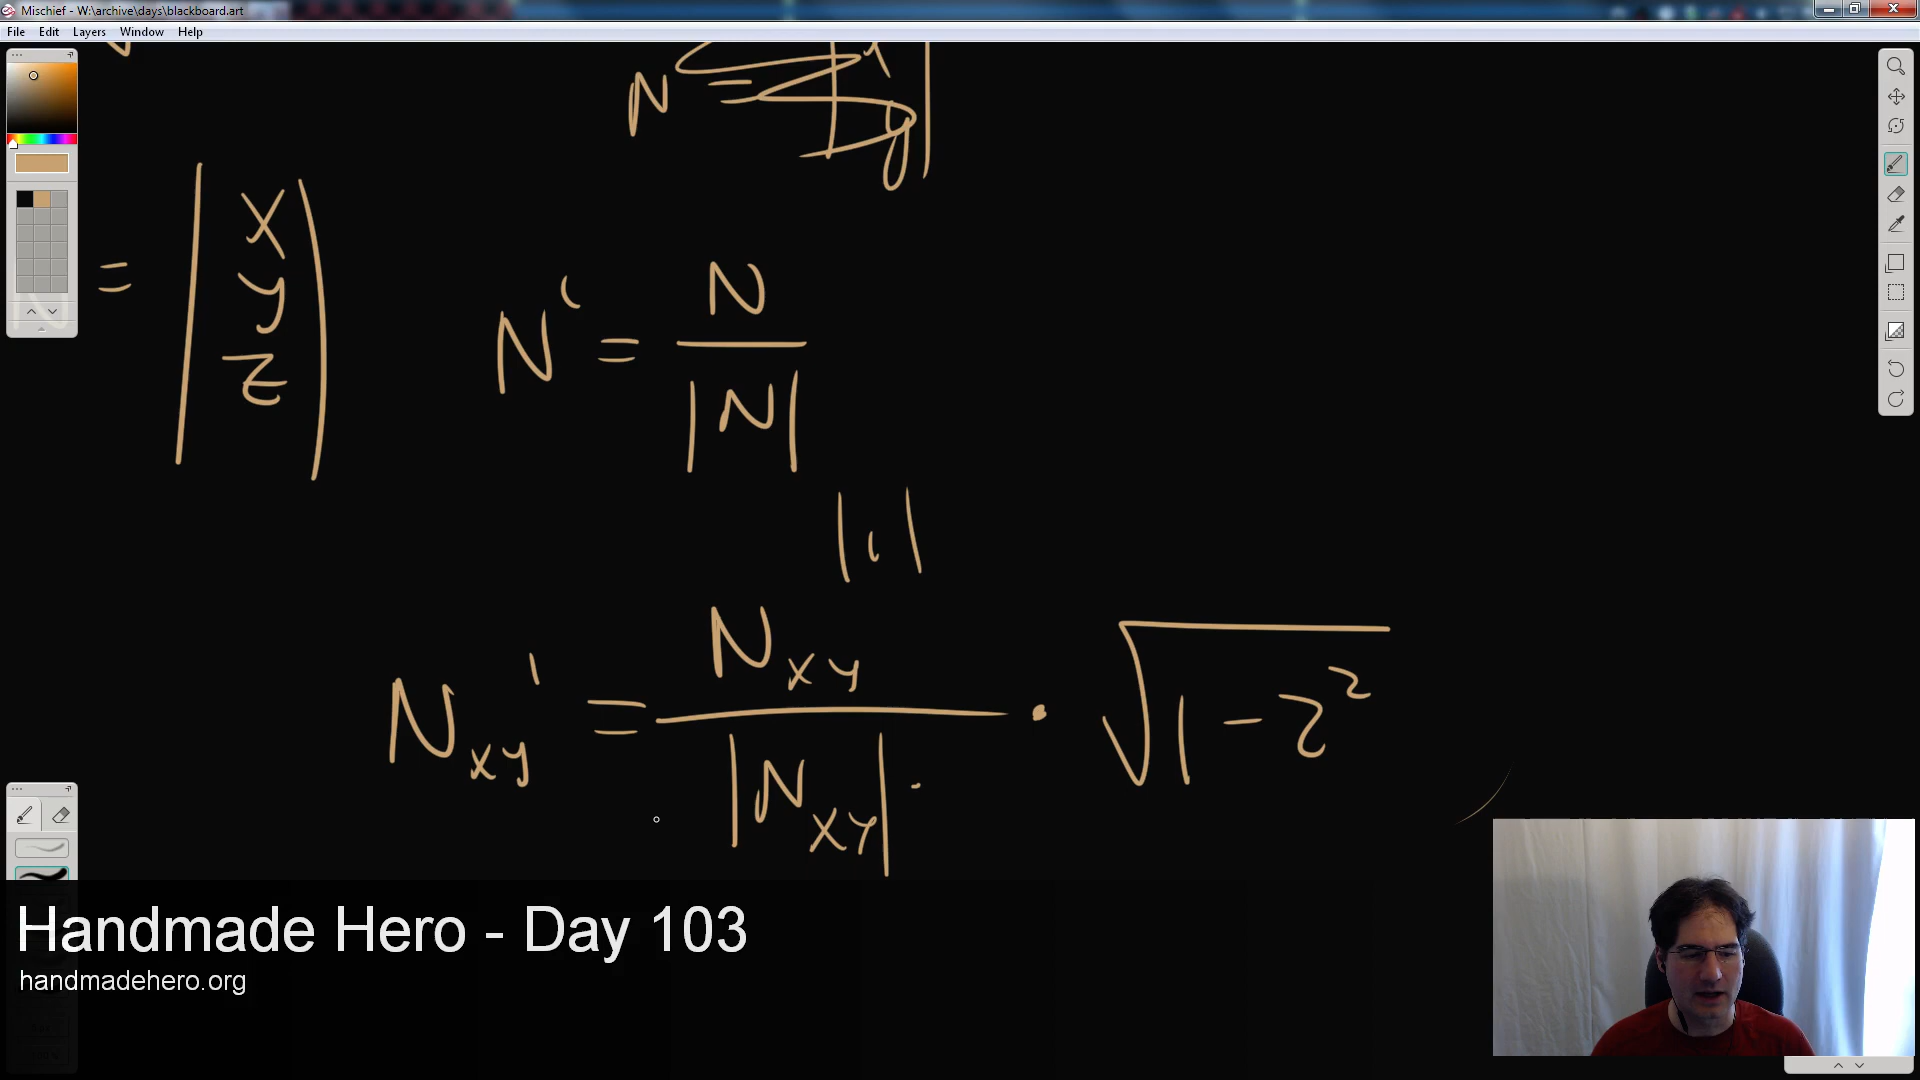 Mischief - W:\archive\days\blackboard.art
File Edit Layers Window Help
N =
y
= | x y z |
N' = N / |N|
|.|
N_xy' = N_xy / |N_xy| · √(1 - z²)
Handmade Hero - Day 103
handmadehero.org